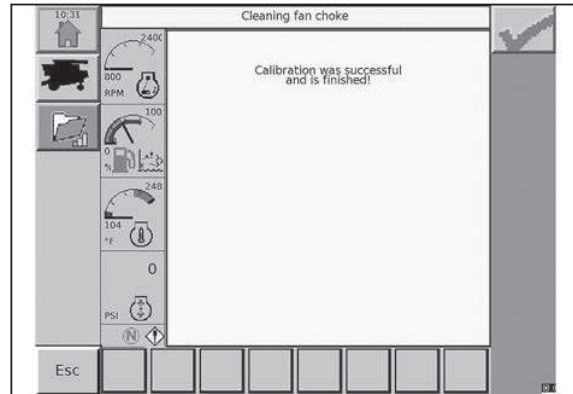 10:31
Cleaning fan choke
2400
800
RPM
Calibration was successful
and is finished!
100
0
%
248
104
°F
0
PSI
N
Esc